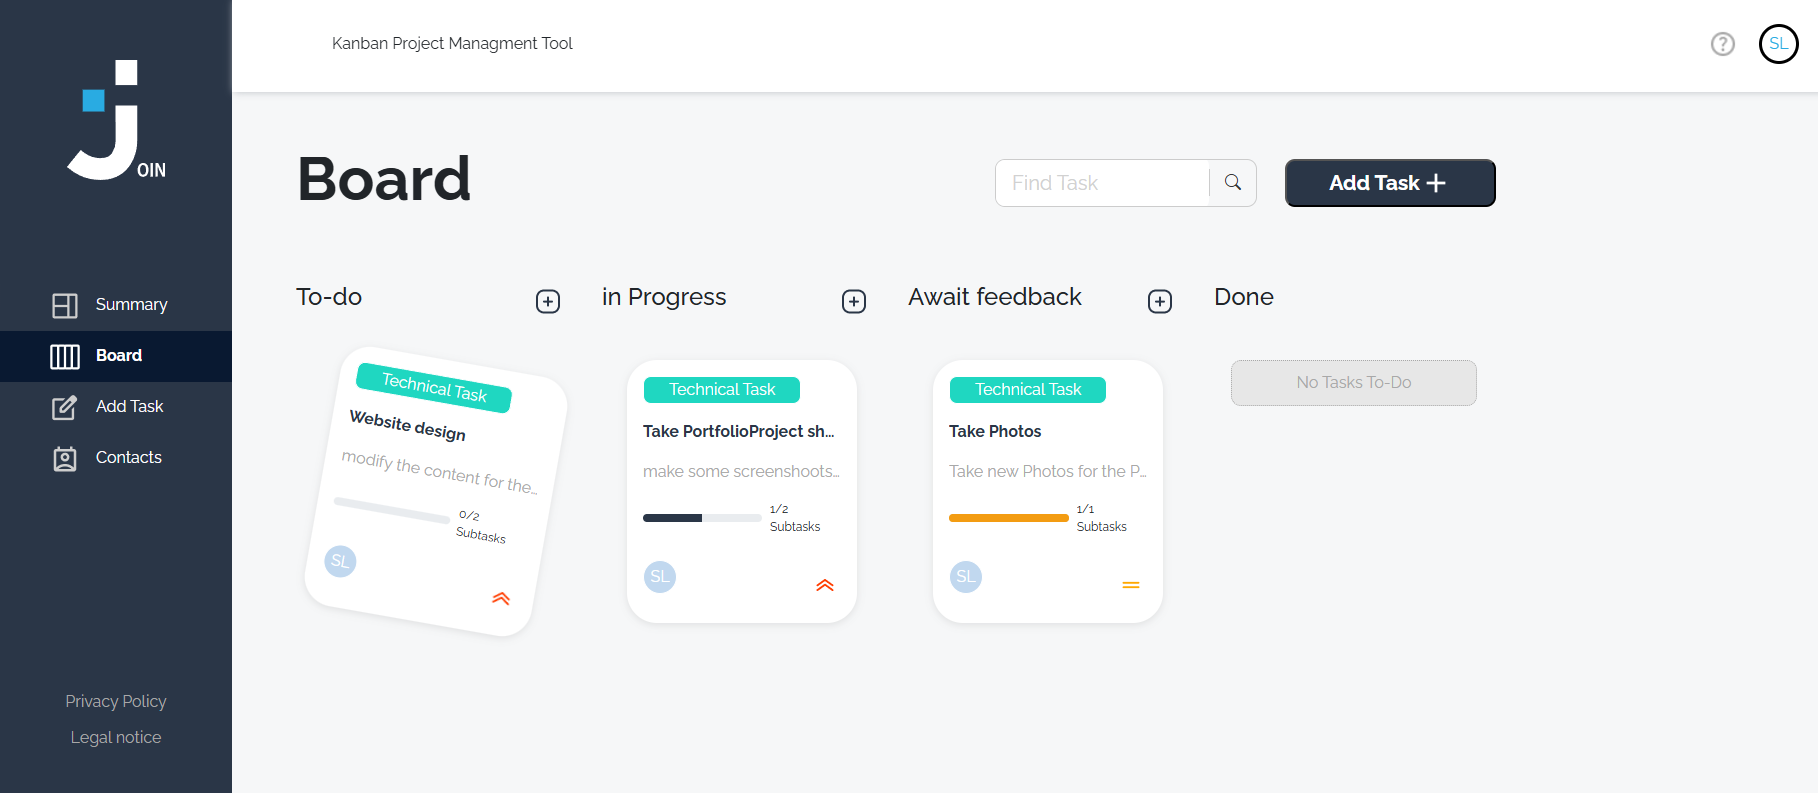 Kanban Project Managment Tool
SL
OIN
Board
Find Task
Add Task
Summary
Board
Add Task
Contacts
Privacy Policy
Legal notice
To-do
in Progress
Await feedback
Done
Technical Task
Website design
modify the content for the...
0/2
Subtasks
SL
Technical Task
Take PortfolioProject sh...
make some screenshoots...
1/2
Subtasks
SL
Technical Task
Take Photos
Take new Photos for the P...
1/1
Subtasks
SL
No Tasks To-Do